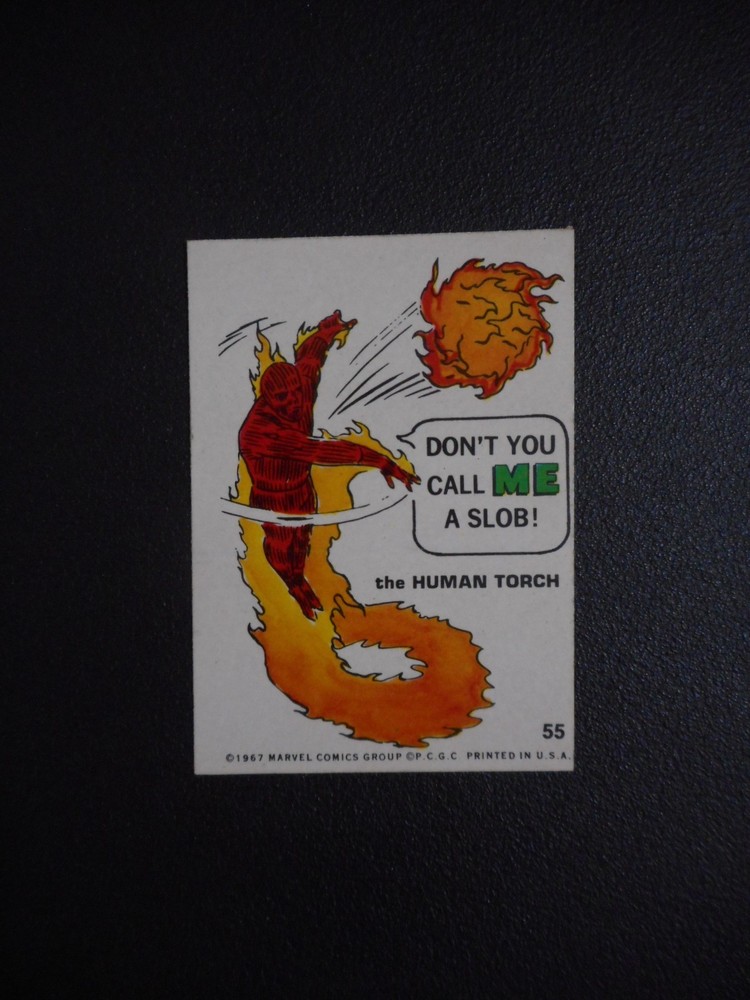 DON'T YOU
CALL ME
A SLOB!
the HUMAN TORCH
55
©1967 MARVEL COMICS GROUP ©P.C.G.C PRINTED IN U.S.A.